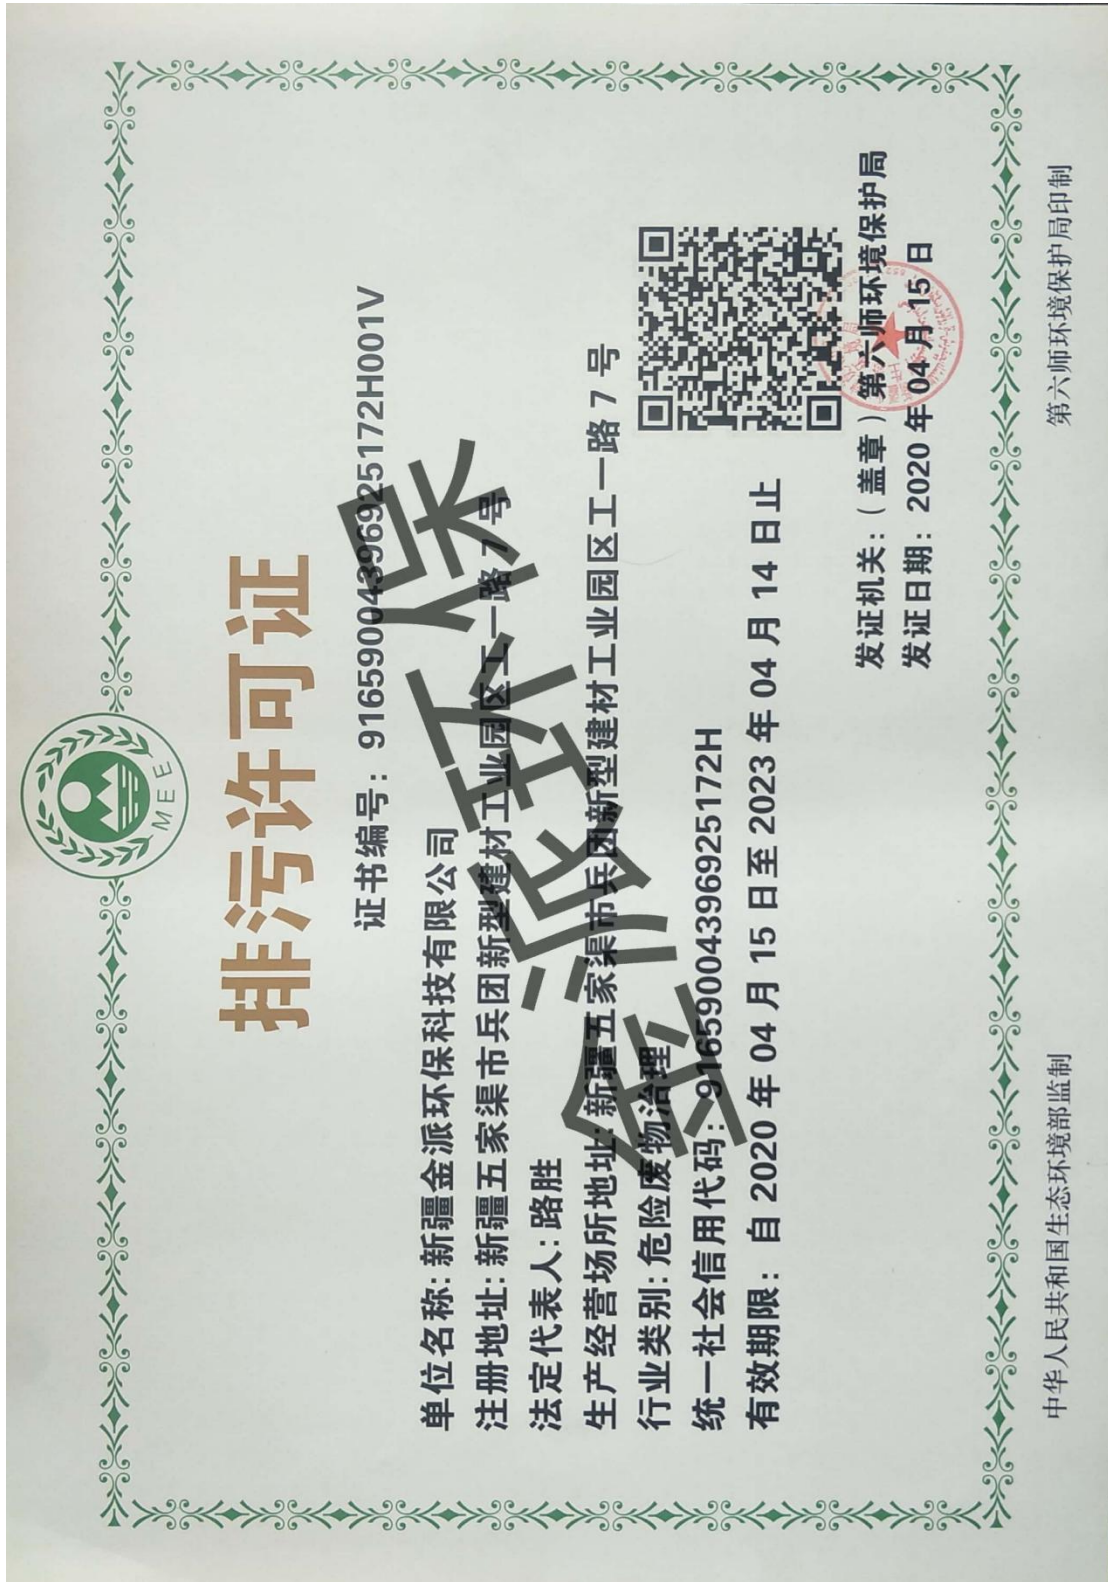 MEE
排污许可证
证书编号：91659004396925172H001V
单位名称：新疆金派环保科技有限公司
注册地址：新疆五家渠市兵团新型建材工业园区工一路7号
法定代表人：路胜
生产经营场所地址：新疆五家渠市兵团新型建材工业园区工一路7号
行业类别：危险废物治理
统一社会信用代码：91659004396925172H
有效期限：自2020年04月15日至2023年04月14日止
发证机关：（盖章）第六师环境保护局
发证日期：2020年04月15日
中华人民共和国生态环境部监制
第六师环境保护局印制
金派环保